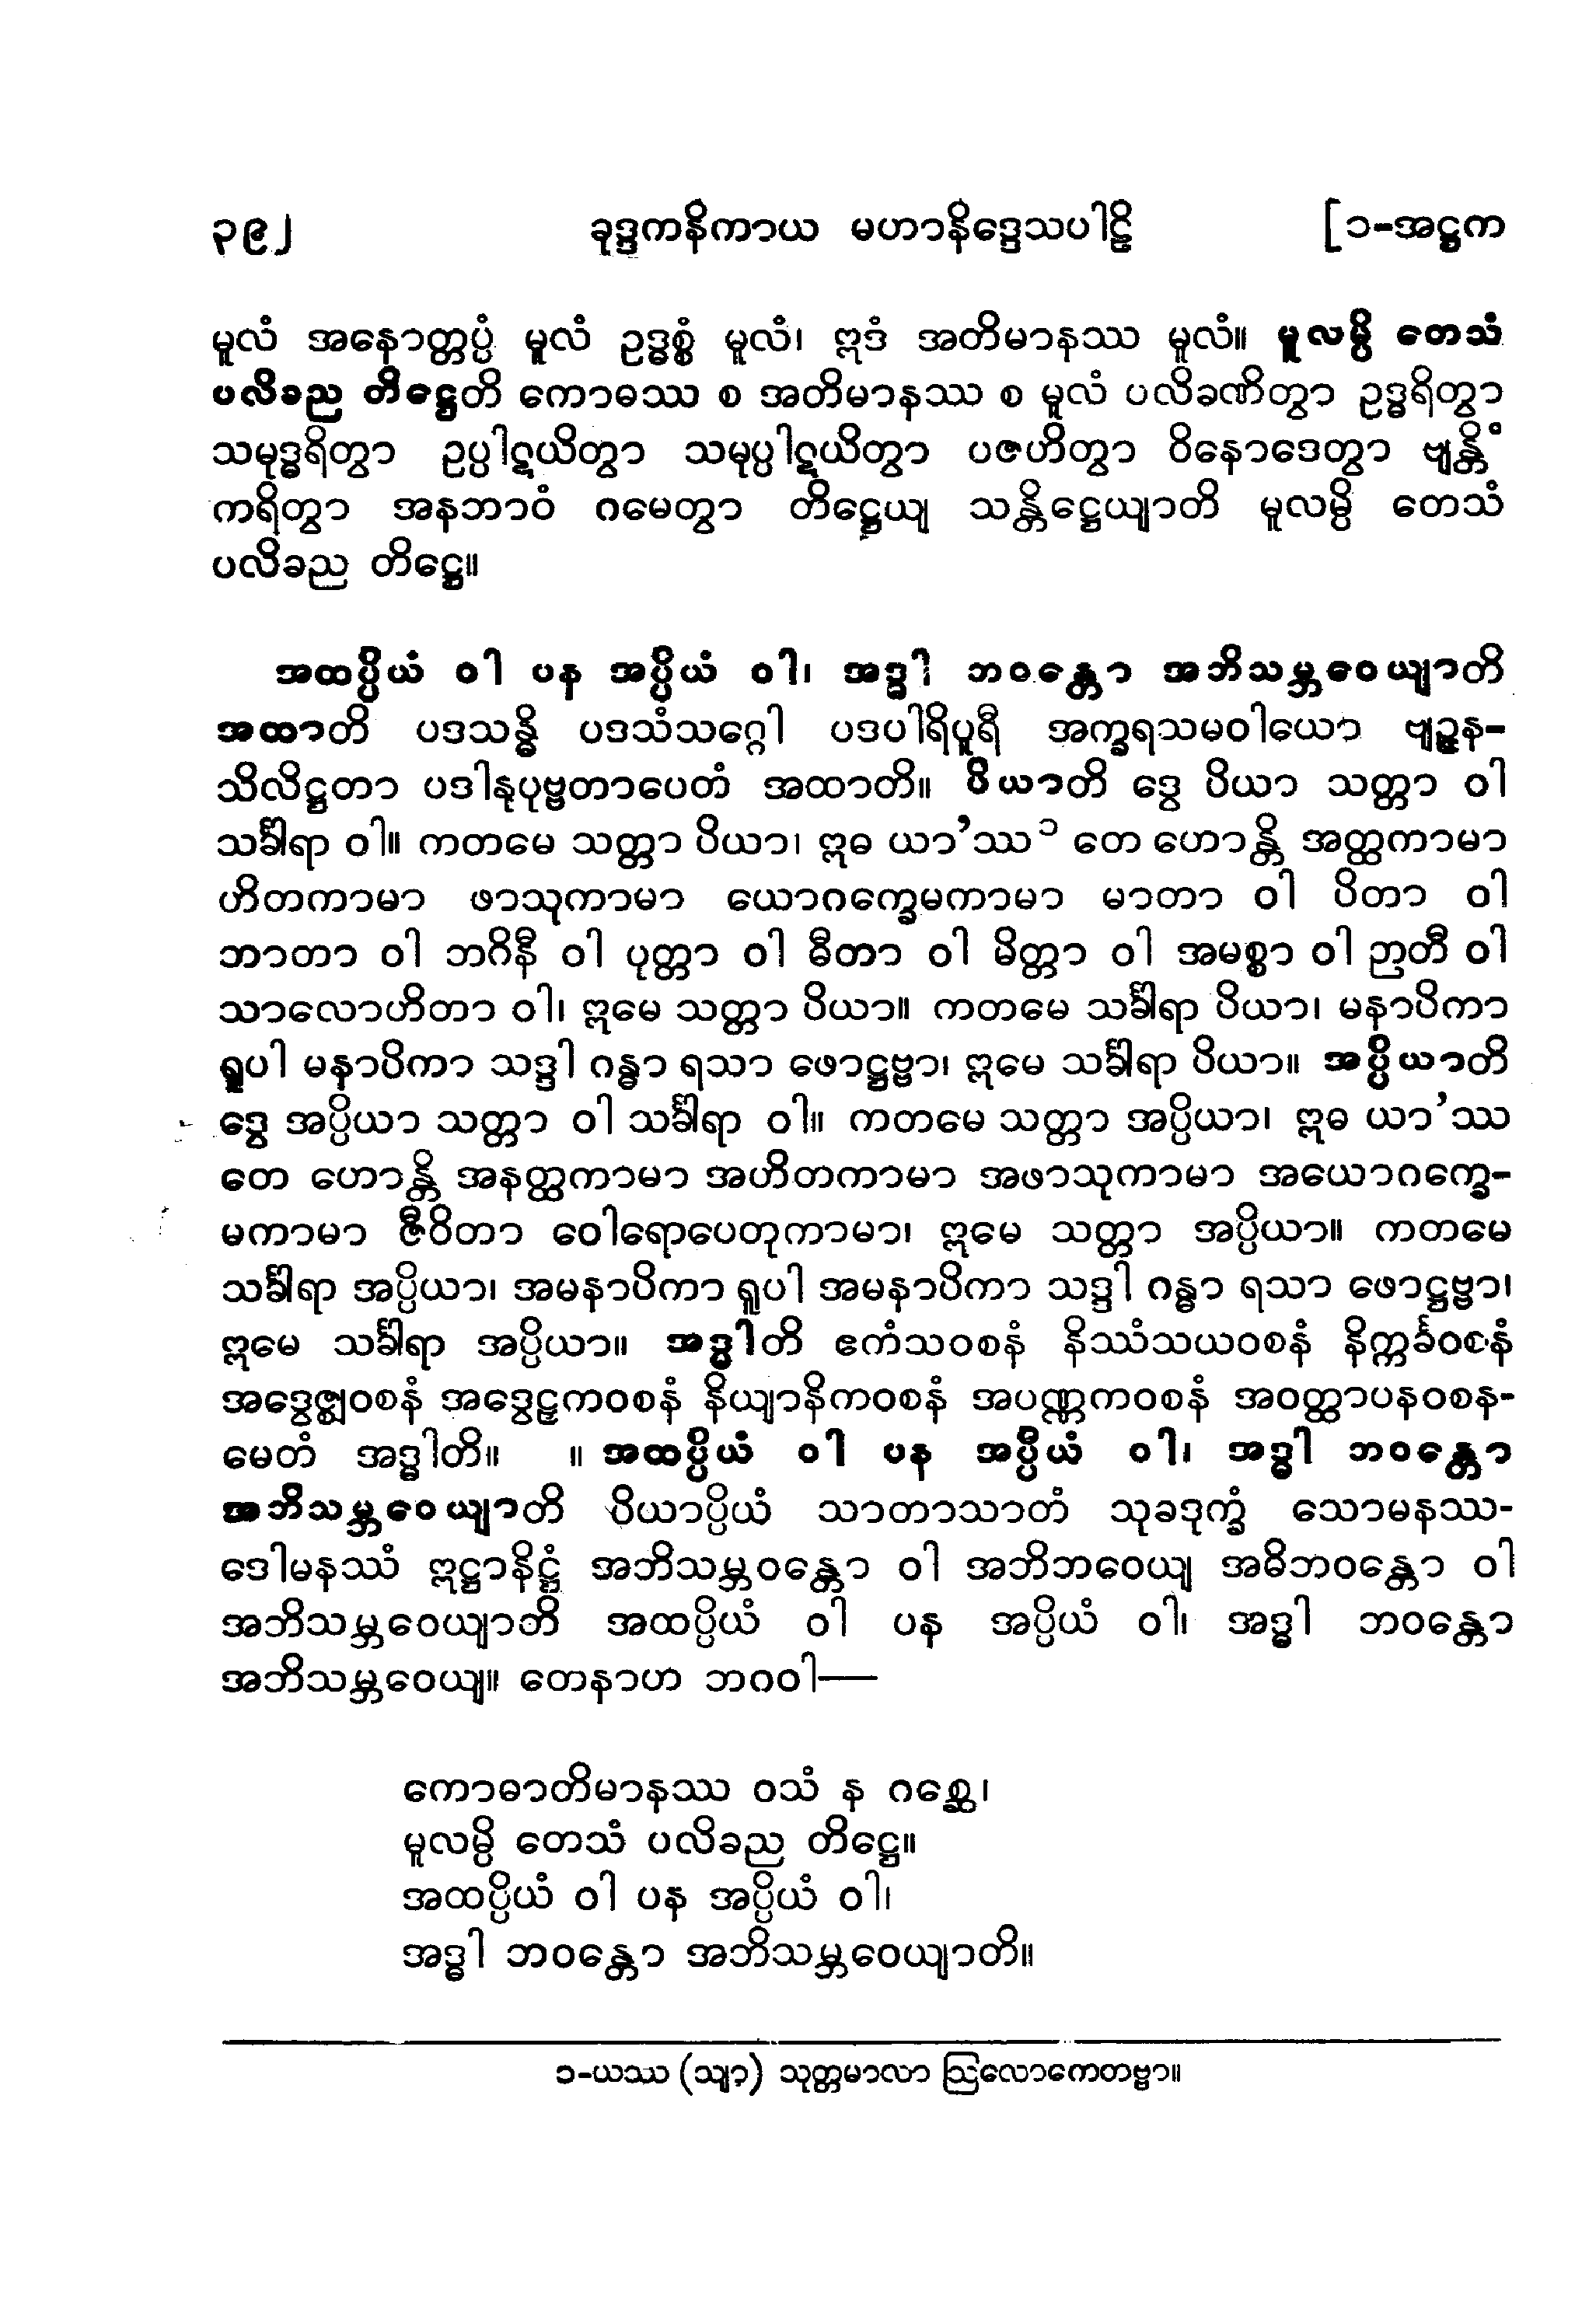 ၃၉၂ ခုဒ္ဒကနိကာယ မဟာနိဒ္ဒေသပါဠိ [၁-အဋ္ဌက
မူလံ အနောတ္တပ္ပံ မူလံ ဥဒ္ဓစ္စံ မူလံ၊ ဣဒံ အတိမာနဿ မူလံ။ မူလမ္ပိ တေသံ
ပလိခည တိဋ္ဌေတိ ကောဓဿ စ အတိမာနဿ စ မူလံ ပလိခဏိတွာ ဥဒ္ဓရိတွာ
သမုဒ္ဓရိတွာ ဥပ္ပါဋယိတွာ သမုပ္ပါဋယိတွာ ပဇဟိတွာ ဝိနောဒေတွာ ဗျန္တိံ
ကရိတွာ အနဘာဝံ ဂမေတွာ တိဋ္ဌေယျ သန္တိဋ္ဌေယျာတိ မူလမ္ပိ တေသံ
ပလိခည တိဋ္ဌေ။
အထပ္ပိယံ ဝါ ပန အပ္ပိယံ ဝါ၊ အဒ္ဓါ ဘဝန္တော အဘိသမ္ဘဝေယျာတိ
အထာတိ ပဒသန္ဓိ ပဒသံသဂ္ဂေါ ပဒပါရိပူရီ အက္ခရသမဝါယော ဗျဉ္ဇန-
သိလိဋ္ဌတာ ပဒါနုပုဗ္ဗတာပေတံ အထာတိ။ ပိယာတိ ဒွေ ပိယာ သတ္တာ ဝါ
သင်္ခါရာ ဝါ။ ကတမေ သတ္တာ ပိယာ၊ ဣဓ ယာ’ဿ ၁ တေ ဟောန္တိ အတ္ထကာမာ
ဟိတကာမာ ဖာသုကာမာ ယောဂက္ခေမကာမာ မာတာ ဝါ ပိတာ ဝါ
ဘာတာ ဝါ ဘဂိနီ ဝါ ပုတ္တာ ဝါ ဓီတာ ဝါ မိတ္တာ ဝါ အမစ္စာ ဝါ ဉာတီ ဝါ
သာလောဟိတာ ဝါ၊ ဣမေ သတ္တာ ပိယာ။ ကတမေ သင်္ခါရာ ပိယာ၊ မနာပိကာ
ရူပါ မနာပိကာ သဒ္ဒါ ဂန္ဓာ ရသာ ဖောဋ္ဌဗ္ဗာ၊ ဣမေ သင်္ခါရာ ပိယာ။ အပ္ပိယာတိ
ဒွေ အပ္ပိယာ သတ္တာ ဝါ သင်္ခါရာ ဝါ။ ကတမေ သတ္တာ အပ္ပိယာ၊ ဣဓ ယာ’ဿ
တေ ဟောန္တိ အနတ္ထကာမာ အဟိတကာမာ အဖာသုကာမာ အယောဂက္ခေ-
မကာမာ ဇီဝိတာ ဝေါရောပေတုကာမာ၊ ဣမေ သတ္တာ အပ္ပိယာ။ ကတမေ
သင်္ခါရာ အပ္ပိယာ၊ အမနာပိကာ ရူပါ အမနာပိကာ သဒ္ဒါ ဂန္ဓာ ရသာ ဖောဋ္ဌဗ္ဗာ၊
ဣမေ သင်္ခါရာ အပ္ပိယာ။ အဒ္ဓါတိ ဧကံသဝစနံ နိဿံသယဝစနံ နိက္ကင်္ခဝစနံ
အဒွေဇ္ဈဝစနံ အဒွေဠှကဝစနံ နိယျာနိကဝစနံ အပဏ္ဏကဝစနံ အဝတ္ထာပနဝစန-
မေတံ အဒ္ဓါတိ။ ။ အထပ္ပိယံ ဝါ ပန အပ္ပိယံ ဝါ၊ အဒ္ဓါ ဘဝန္တော
အဘိသမ္ဘဝေယျာတိ ပိယာပ္ပိယံ သာတာသာတံ သုခဒုက္ခံ သောမနဿ-
ဒေါမနဿံ ဣဋ္ဌာနိဋ္ဌံ အဘိသမ္ဘဝန္တော ဝါ အဘိဘဝေယျ အဓိဘဝန္တော ဝါ
အဘိသမ္ဘဝေယျာတိ အထပ္ပိယံ ဝါ ပန အပ္ပိယံ ဝါ၊ အဒ္ဓါ ဘဝန္တော
အဘိသမ္ဘဝေယျ။ တေနာဟ ဘဂဝါ—
ကောဓာတိမာနဿ ဝသံ န ဂစ္ဆေ၊
မူလမ္ပိ တေသံ ပလိခည တိဋ္ဌေ။
အထပ္ပိယံ ဝါ ပန အပ္ပိယံ ဝါ၊
အဒ္ဓါ ဘဝန္တော အဘိသမ္ဘဝေယျာတိ။
၁-ယဿ (သျာ) သုတ္တမာလာ ဩလောကေတဗ္ဗာ။